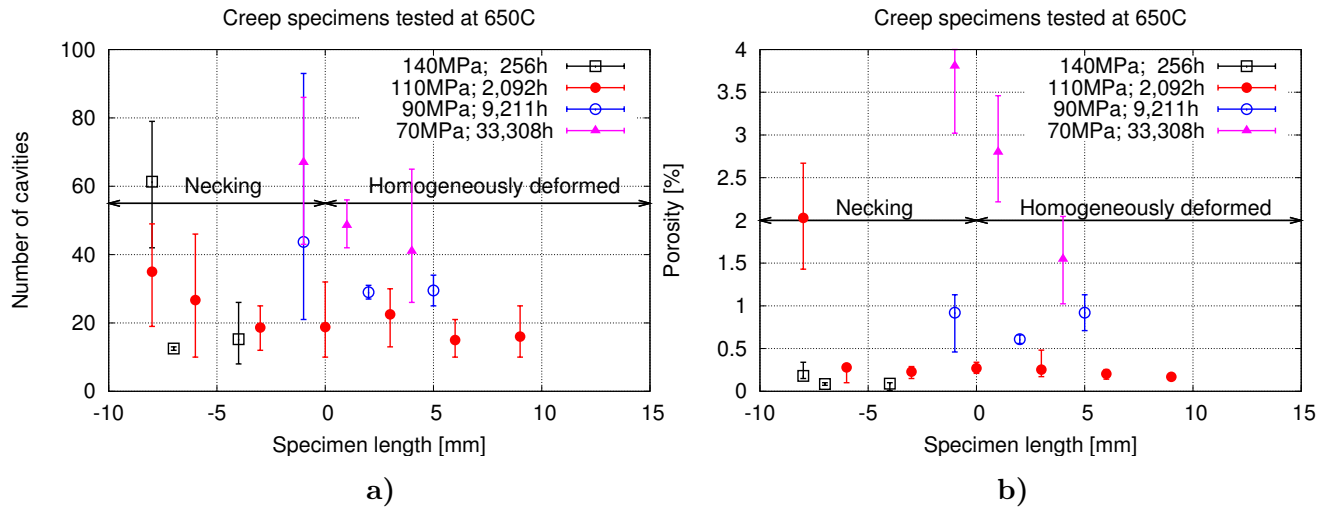 Creep specimens tested at 650C
100
80
60
40
20
0
-10
-5
0
5
10
15
Number of cavities
Specimen length [mm]
140MPa; 256h
110MPa; 2,092h
90MPa; 9,211h
70MPa; 33,308h
Necking
Homogeneously deformed
a)
Creep specimens tested at 650C
4
3.5
3
2.5
2
1.5
1
0.5
0
-10
-5
0
5
10
15
Porosity [%]
Specimen length [mm]
140MPa; 256h
110MPa; 2,092h
90MPa; 9,211h
70MPa; 33,308h
Necking
Homogeneously deformed
b)